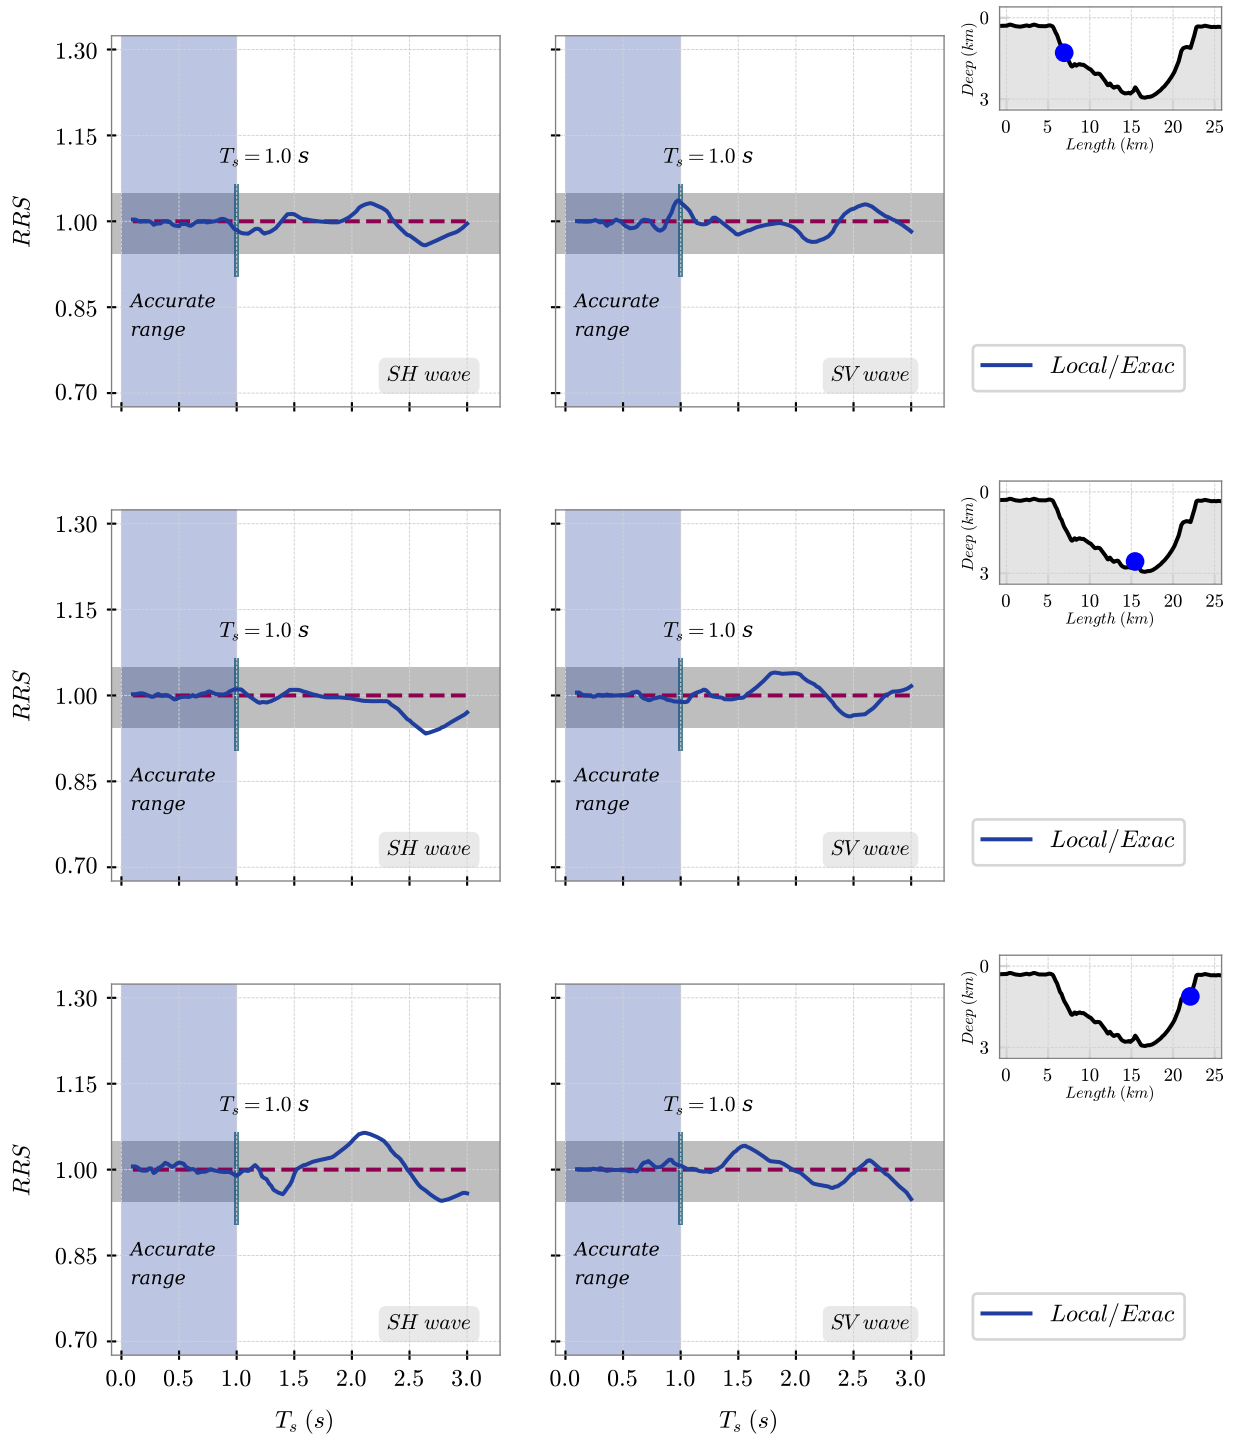 1.30
1.15
1.00
0.85
0.70
RRS
T_s = 1.0 s
Accurate
range
SH wave
T_s = 1.0 s
Accurate
range
SV wave
0
3
Deep (km)
0 5 10 15 20 25
Length (km)
Local/Exac
1.30
1.15
1.00
0.85
0.70
RRS
T_s = 1.0 s
Accurate
range
SH wave
T_s = 1.0 s
Accurate
range
SV wave
0
3
Deep (km)
0 5 10 15 20 25
Length (km)
Local/Exac
1.30
1.15
1.00
0.85
0.70
RRS
T_s = 1.0 s
Accurate
range
SH wave
0.0 0.5 1.0 1.5 2.0 2.5 3.0
T_s (s)
T_s = 1.0 s
Accurate
range
SV wave
0.0 0.5 1.0 1.5 2.0 2.5 3.0
T_s (s)
0
3
Deep (km)
0 5 10 15 20 25
Length (km)
Local/Exac